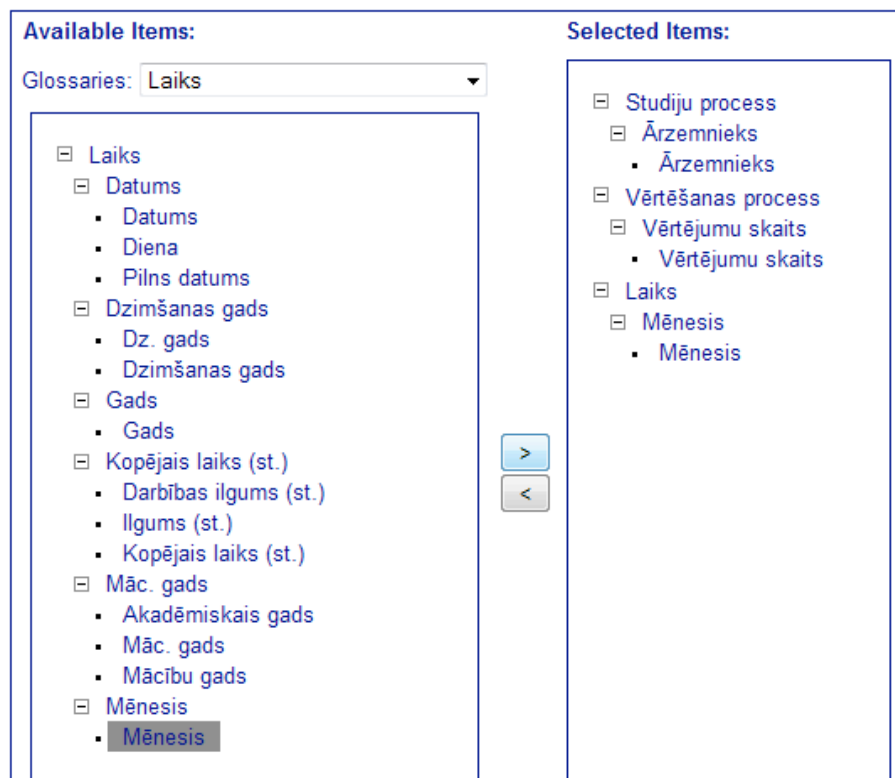 Available Items:
Glossaries: Laiks
Laiks
Datums
Datums
Diena
Pilns datums
Dzimšanas gads
Dz. gads
Dzimšanas gads
Gads
Gads
Kopējais laiks (st.)
Darbības ilgums (st.)
Ilgums (st.)
Kopējais laiks (st.)
Māc. gads
Akadēmiskais gads
Māc. gads
Mācību gads
Mēnesis
Mēnesis
>
<
Selected Items:
Studiju process
Ārzemnieks
Ārzemnieks
Vērtēšanas process
Vērtējumu skaits
Vērtējumu skaits
Laiks
Mēnesis
Mēnesis